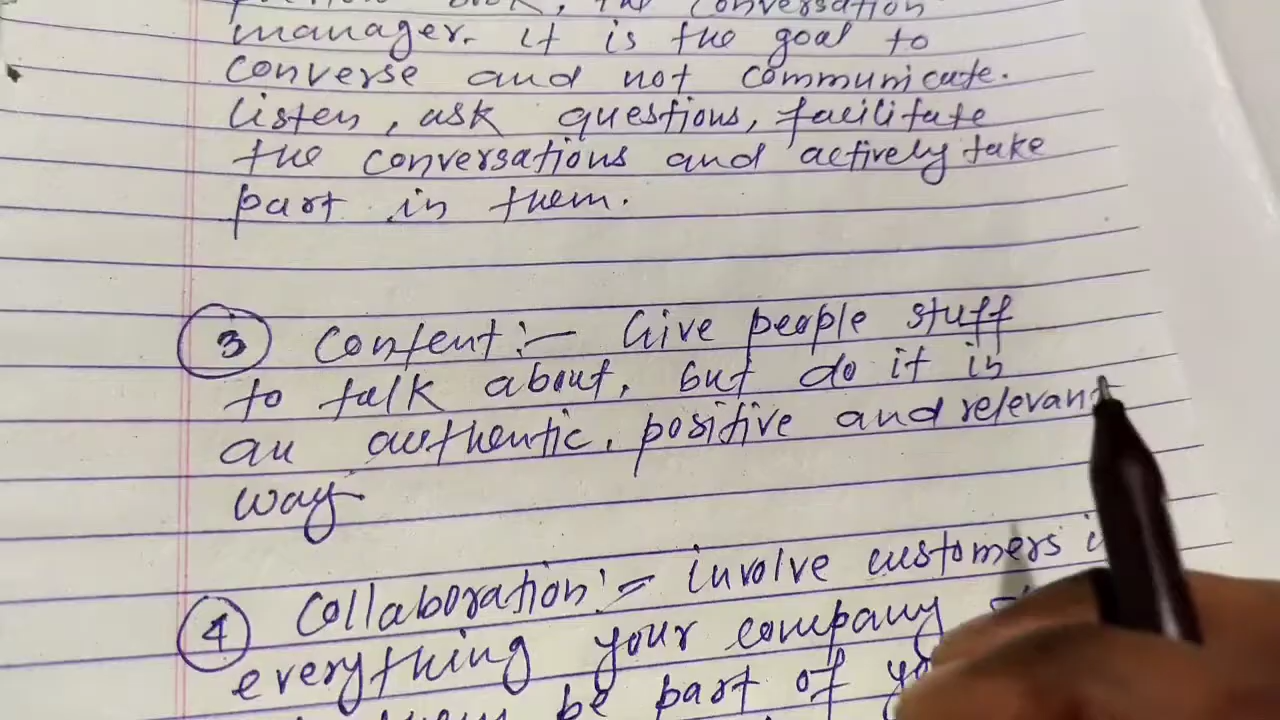 conversation
manager. it is the goal to
converse and not communicate.
Listen, ask questions, facilitate
the conversations and actively take
part in them.
3 Content:- Give people stuff
to talk about, but do it in
an authentic, positive and relevant
way.
4 Collaboration:- involve customers
everything your company
be part of